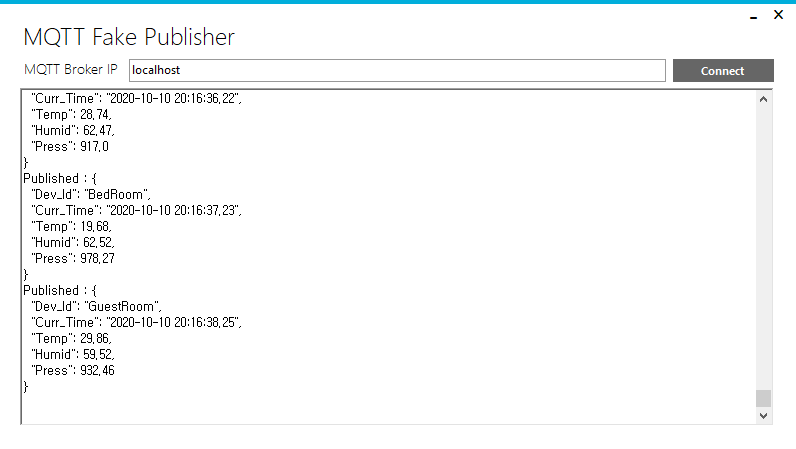 MQTT Fake Publisher
MQTT Broker IP localhost Connect
"Curr_Time": "2020-10-10 20:16:36.22",
"Temp": 28.74,
"Humid": 62.47,
"Press": 917.0
}
Published : {
"Dev_Id": "BedRoom",
"Curr_Time": "2020-10-10 20:16:37.23",
"Temp": 19.68,
"Humid": 62.52,
"Press": 978.27
}
Published : {
"Dev_Id": "GuestRoom",
"Curr_Time": "2020-10-10 20:16:38.25",
"Temp": 29.86,
"Humid": 59.52,
"Press": 932.46
}